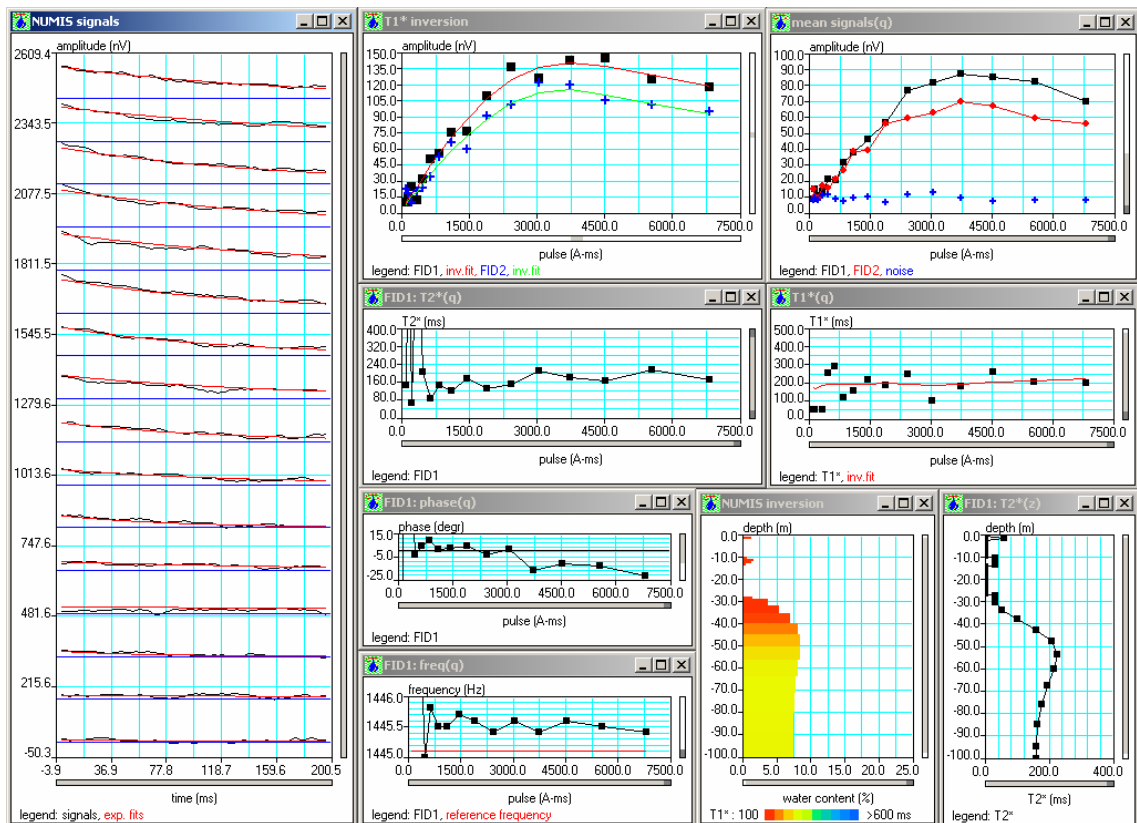 NUMIS signals
amplitude (nV)
2609.4
2343.5
2077.5
1811.5
1545.5
1279.6
1013.6
747.6
481.6
215.6
-50.3
-3.9 36.9 77.8 118.7 159.6 200.5
time (ms)
legend: signals, exp. fits
T1* inversion
amplitude (nV)
150.0
135.0
120.0
105.0
90.0
75.0
60.0
45.0
30.0
15.0
0.0
0.0 1500.0 3000.0 4500.0 6000.0 7500.0
pulse (A-ms)
legend: FID1, inv.fit, FID2, inv.fit
mean signals(q)
amplitude (nV)
100.0
90.0
80.0
70.0
60.0
50.0
40.0
30.0
20.0
10.0
0.0
0.0 1500.0 3000.0 4500.0 6000.0 7500.0
pulse (A-ms)
legend: FID1, FID2, noise
FID1: T2*(q)
T2* (ms)
400.0
320.0
240.0
160.0
80.0
0.0
0.0 1500.0 3000.0 4500.0 6000.0 7500.0
pulse (A-ms)
legend: FID1
T1*(q)
T1* (ms)
500.0
400.0
300.0
200.0
100.0
0.0
0.0 1500.0 3000.0 4500.0 6000.0 7500.0
pulse (A-ms)
legend: T1*, inv.fit
FID1: phase(q)
phase (degr)
15.0
-5.0
-25.0
0.0 1500.0 3000.0 4500.0 6000.0 7500.0
pulse (A-ms)
legend: FID1
FID1: freq(q)
frequency (Hz)
1446.0
1445.5
1445.0
0.0 1500.0 3000.0 4500.0 6000.0 7500.0
pulse (A-ms)
legend: FID1, reference frequency
NUMIS inversion
depth (m)
0.0
-10.0
-20.0
-30.0
-40.0
-50.0
-60.0
-70.0
-80.0
-90.0
-100.0
0.0 5.0 10.0 15.0 20.0 25.0
water content (%)
T1* : 100 >600 ms
FID1: T2*(z)
depth (m)
0.0
-10.0
-20.0
-30.0
-40.0
-50.0
-60.0
-70.0
-80.0
-90.0
-100.0
0.0 200.0 400.0
T2* (ms)
legend: T2*